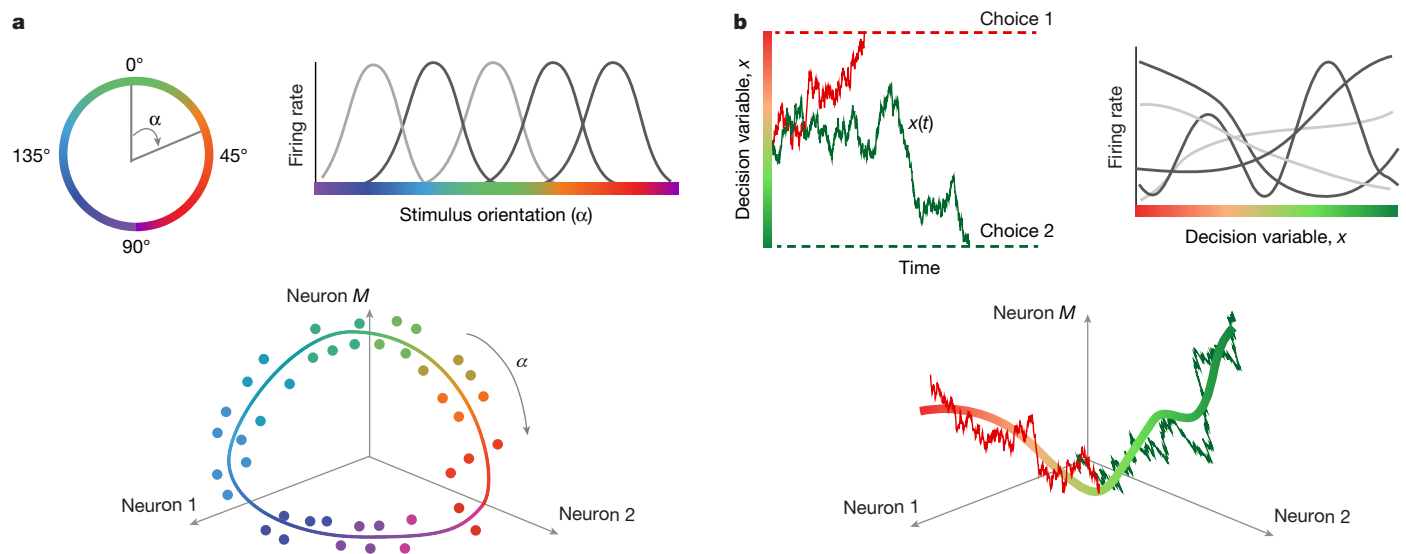 a
0°
α
135°
45°
90°
Firing rate
Stimulus orientation (α)
Neuron M
α
Neuron 1
Neuron 2
b
Choice 1
Decision variable, x
x(t)
Choice 2
Time
Firing rate
Decision variable, x
Neuron M
Neuron 1
Neuron 2